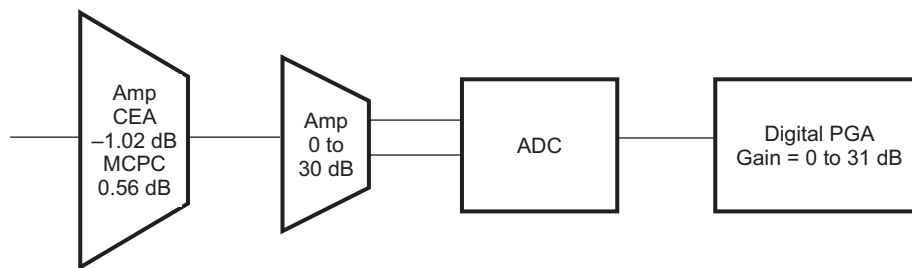 Amp
CEA
–1.02 dB
MCPC
0.56 dB
Amp
0 to
30 dB
ADC
Digital PGA
Gain = 0 to 31 dB